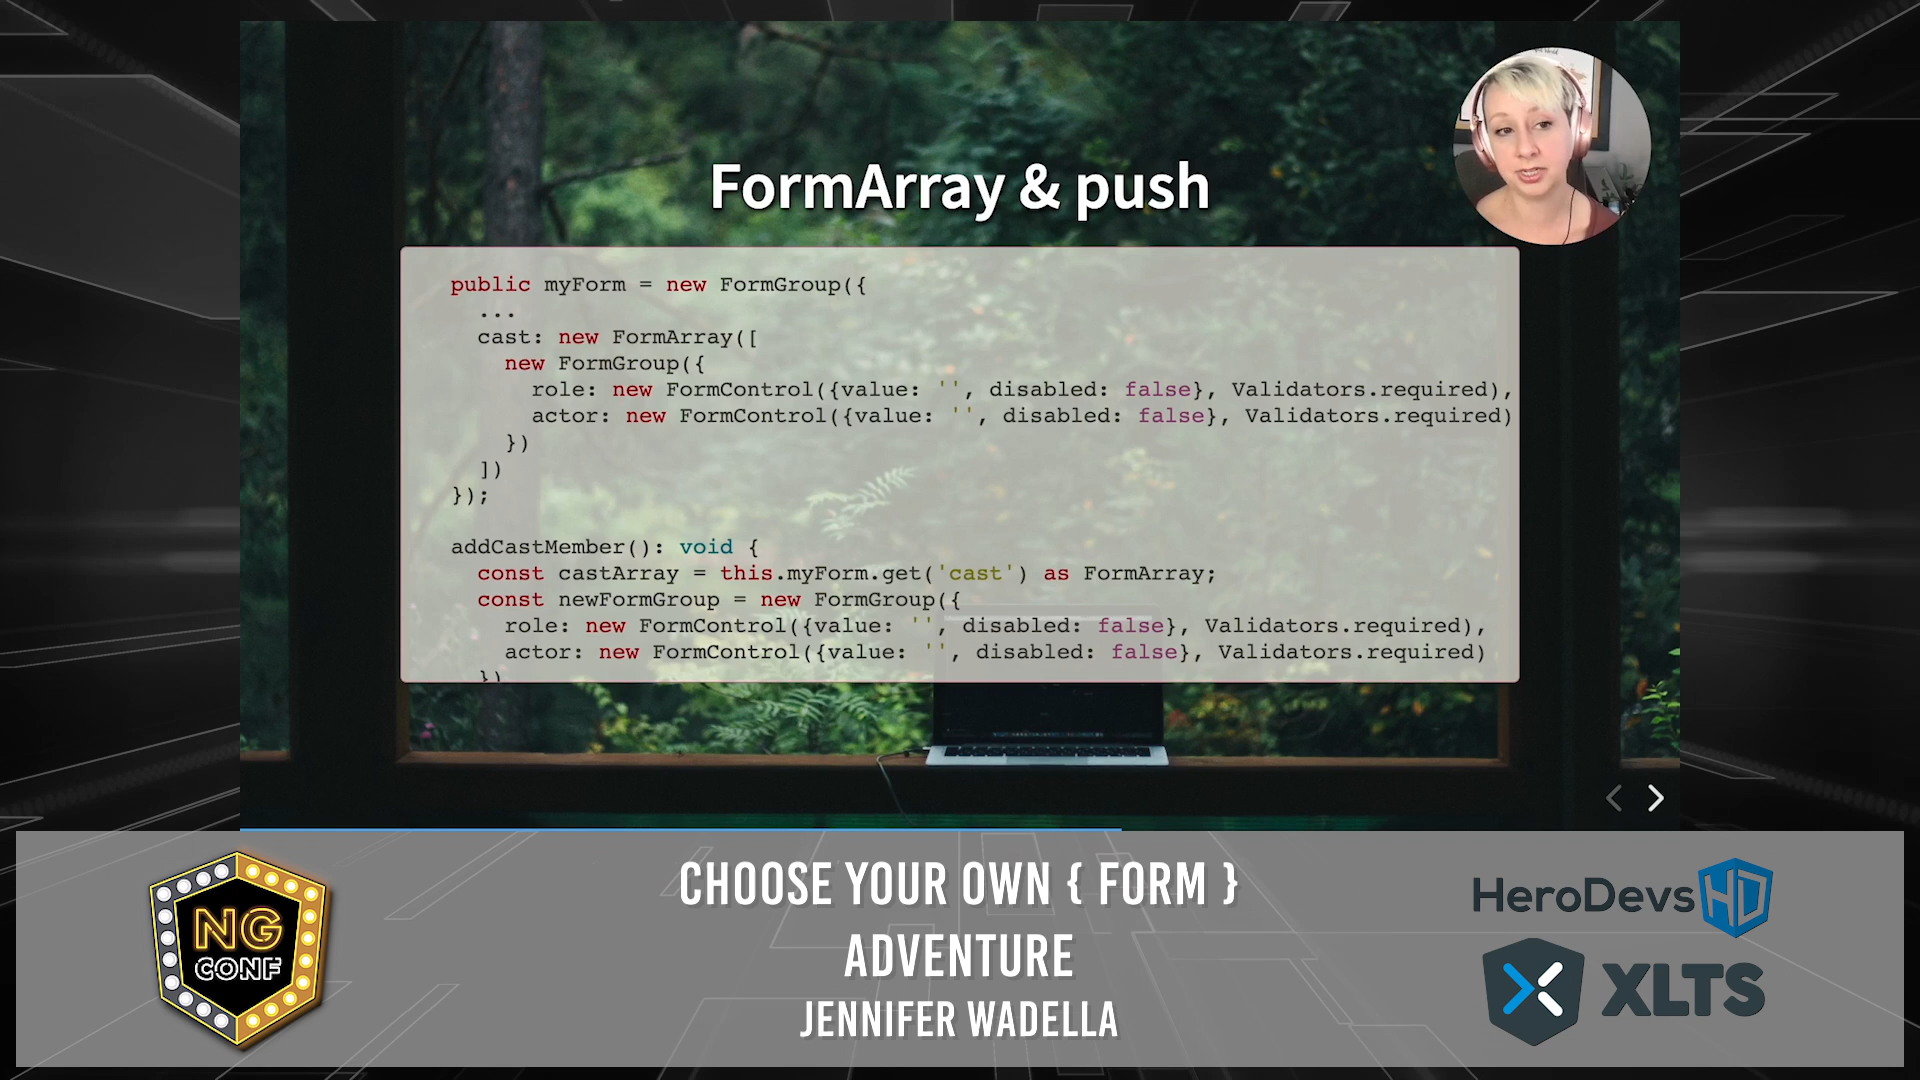 FormArray & push
public myForm = new FormGroup({
...
cast: new FormArray([
new FormGroup({
role: new FormControl({value: '', disabled: false}, Validators.required),
actor: new FormControl({value: '', disabled: false}, Validators.required)
})
])
});
addCastMember(): void {
const castArray = this.myForm.get('cast') as FormArray;
const newFormGroup = new FormGroup({
role: new FormControl({value: '', disabled: false}, Validators.required),
actor: new FormControl({value: '', disabled: false}, Validators.required)
})
CHOOSE YOUR OWN { FORM }
ADVENTURE
JENNIFER WADELLA
NG
CONF
HeroDevs HD
XLTS